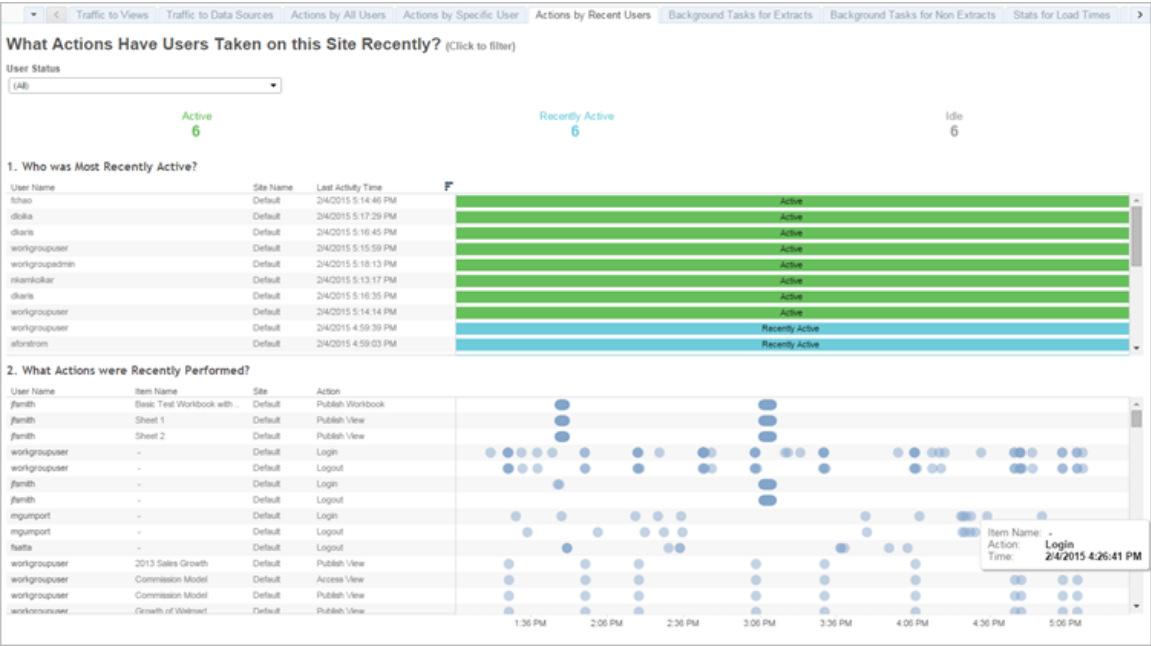 Traffic to Views Traffic to Data Sources Actions by All Users Actions by Specific User Actions by Recent Users Background Tasks for Extracts Background Tasks for Non Extracts Stats for Load Times
What Actions Have Users Taken on this Site Recently? (Click to filter)
User Status
(All)
Active Recently Active Idle
6 6 6
1. Who was Most Recently Active?
User Name Site Name Last Activity Time
fchao Default 2/4/2015 5:14:46 PM Active
dloka Default 2/4/2015 5:17:29 PM Active
dkaris Default 2/4/2015 5:16:45 PM Active
workgroupuser Default 2/4/2015 5:15:59 PM Active
workgroupadmin Default 2/4/2015 5:18:13 PM Active
nkamkolkar Default 2/4/2015 5:13:17 PM Active
dkaris Default 2/4/2015 5:16:35 PM Active
workgroupuser Default 2/4/2015 5:14:14 PM Active
workgroupuser Default 2/4/2015 4:59:39 PM Recently Active
aforstrom Default 2/4/2015 4:59:03 PM Recently Active
2. What Actions were Recently Performed?
User Name Item Name Site Action
jfsmith Basic Test Workbook with .. Default Publish Workbook
jfsmith Sheet 1 Default Publish View
jfsmith Sheet 2 Default Publish View
workgroupuser - Default Login
workgroupuser - Default Logout
jfsmith - Default Login
jfsmith - Default Logout
mgumport - Default Login
mgumport - Default Logout
fsatta - Default Logout
workgroupuser 2013 Sales Growth Default Publish View
workgroupuser Commission Model Default Access View
workgroupuser Commission Model Default Publish View
workgroupuser Growth of Walmart Default Publish View
Item Name: -
Action: Login
Time: 2/4/2015 4:26:41 PM
1:36 PM 2:06 PM 2:36 PM 3:06 PM 3:36 PM 4:06 PM 4:36 PM 5:06 PM